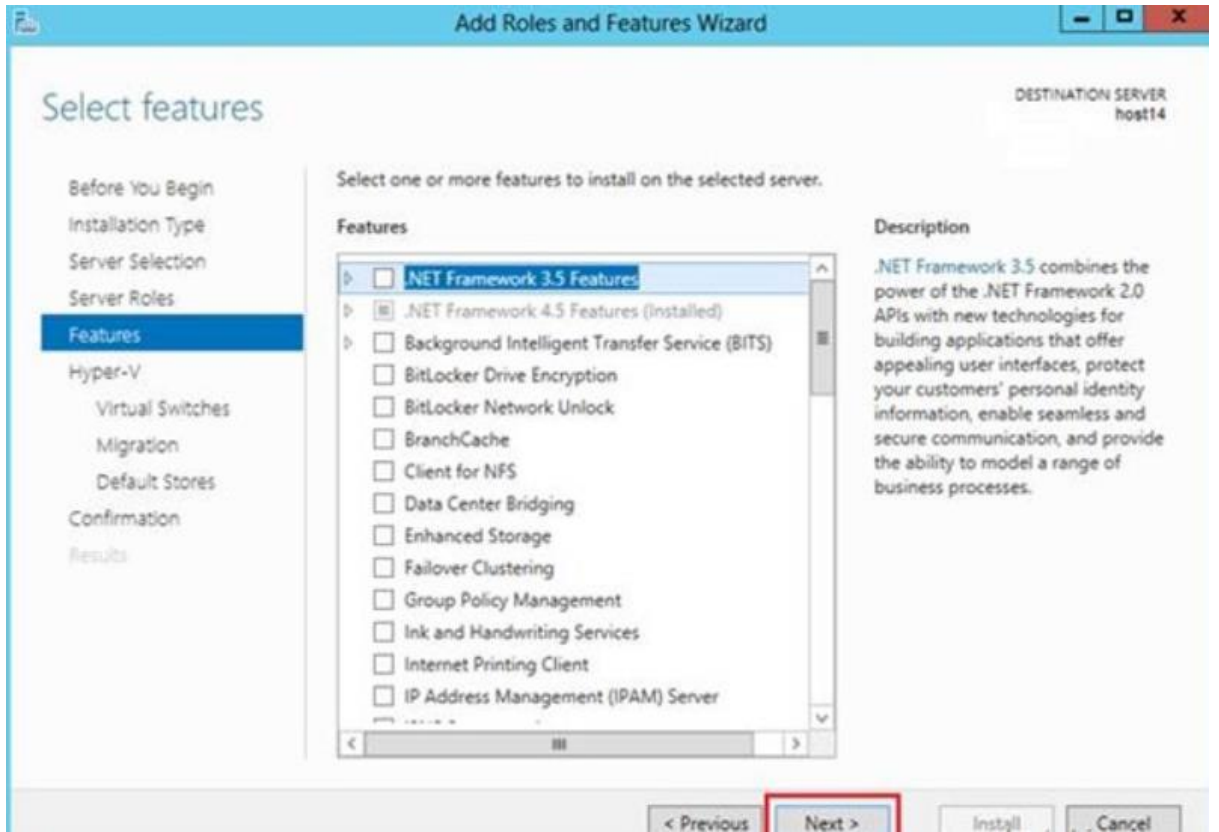 Add Roles and Features Wizard
Select features
DESTINATION SERVER
host14
Before You Begin
Installation Type
Server Selection
Server Roles
Features
Hyper-V
Virtual Switches
Migration
Default Stores
Confirmation
Results
Select one or more features to install on the selected server.
Features
.NET Framework 3.5 Features
.NET Framework 4.5 Features (Installed)
Background Intelligent Transfer Service (BITS)
BitLocker Drive Encryption
BitLocker Network Unlock
BranchCache
Client for NFS
Data Center Bridging
Enhanced Storage
Failover Clustering
Group Policy Management
Ink and Handwriting Services
Internet Printing Client
IP Address Management (IPAM) Server
Description
.NET Framework 3.5 combines the
power of the .NET Framework 2.0
APIs with new technologies for
building applications that offer
appealing user interfaces, protect
your customers' personal identity
information, enable seamless and
secure communication, and provide
the ability to model a range of
business processes.
< Previous
Next >
Install
Cancel